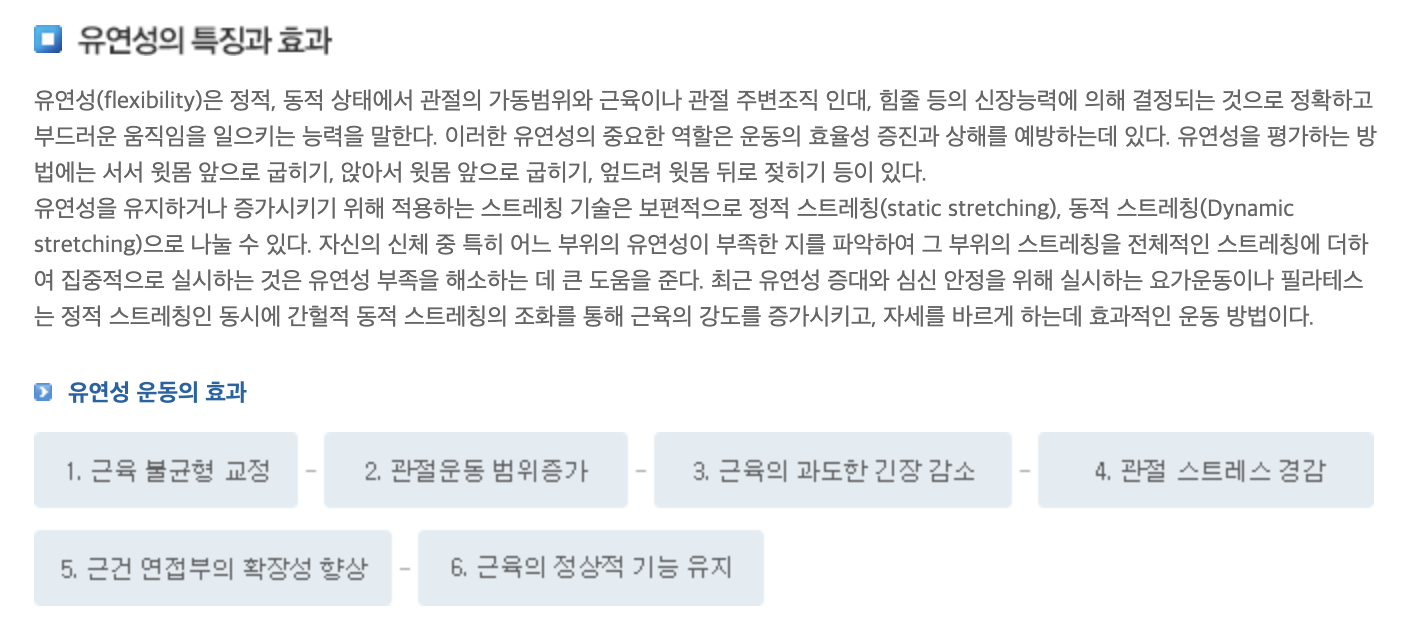 유연성의 특징과 효과
유연성(flexibility)은 정적, 동적 상태에서 관절의 가동범위와 근육이나 관절 주변조직 인대, 힘줄 등의 신장능력에 의해 결정되는 것으로 정확하고
부드러운 움직임을 일으키는 능력을 말한다. 이러한 유연성의 중요한 역할은 운동의 효율성 증진과 상해를 예방하는데 있다. 유연성을 평가하는 방
법에는 서서 윗몸 앞으로 굽히기, 앉아서 윗몸 앞으로 굽히기, 엎드려 윗몸 뒤로 젖히기 등이 있다.
유연성을 유지하거나 증가시키기 위해 적용하는 스트레칭 기술은 보편적으로 정적 스트레칭(static stretching), 동적 스트레칭(Dynamic
stretching)으로 나눌 수 있다. 자신의 신체 중 특히 어느 부위의 유연성이 부족한 지를 파악하여 그 부위의 스트레칭을 전체적인 스트레칭에 더하
여 집중적으로 실시하는 것은 유연성 부족을 해소하는 데 큰 도움을 준다. 최근 유연성 증대와 심신 안정을 위해 실시하는 요가운동이나 필라테스
는 정적 스트레칭인 동시에 간헐적 동적 스트레칭의 조화를 통해 근육의 강도를 증가시키고, 자세를 바르게 하는데 효과적인 운동 방법이다.
유연성 운동의 효과
1. 근육 불균형 교정 - 2. 관절운동 범위증가 - 3. 근육의 과도한 긴장 감소 - 4. 관절 스트레스 경감
5. 근건 연접부의 확장성 향상 - 6. 근육의 정상적 기능 유지